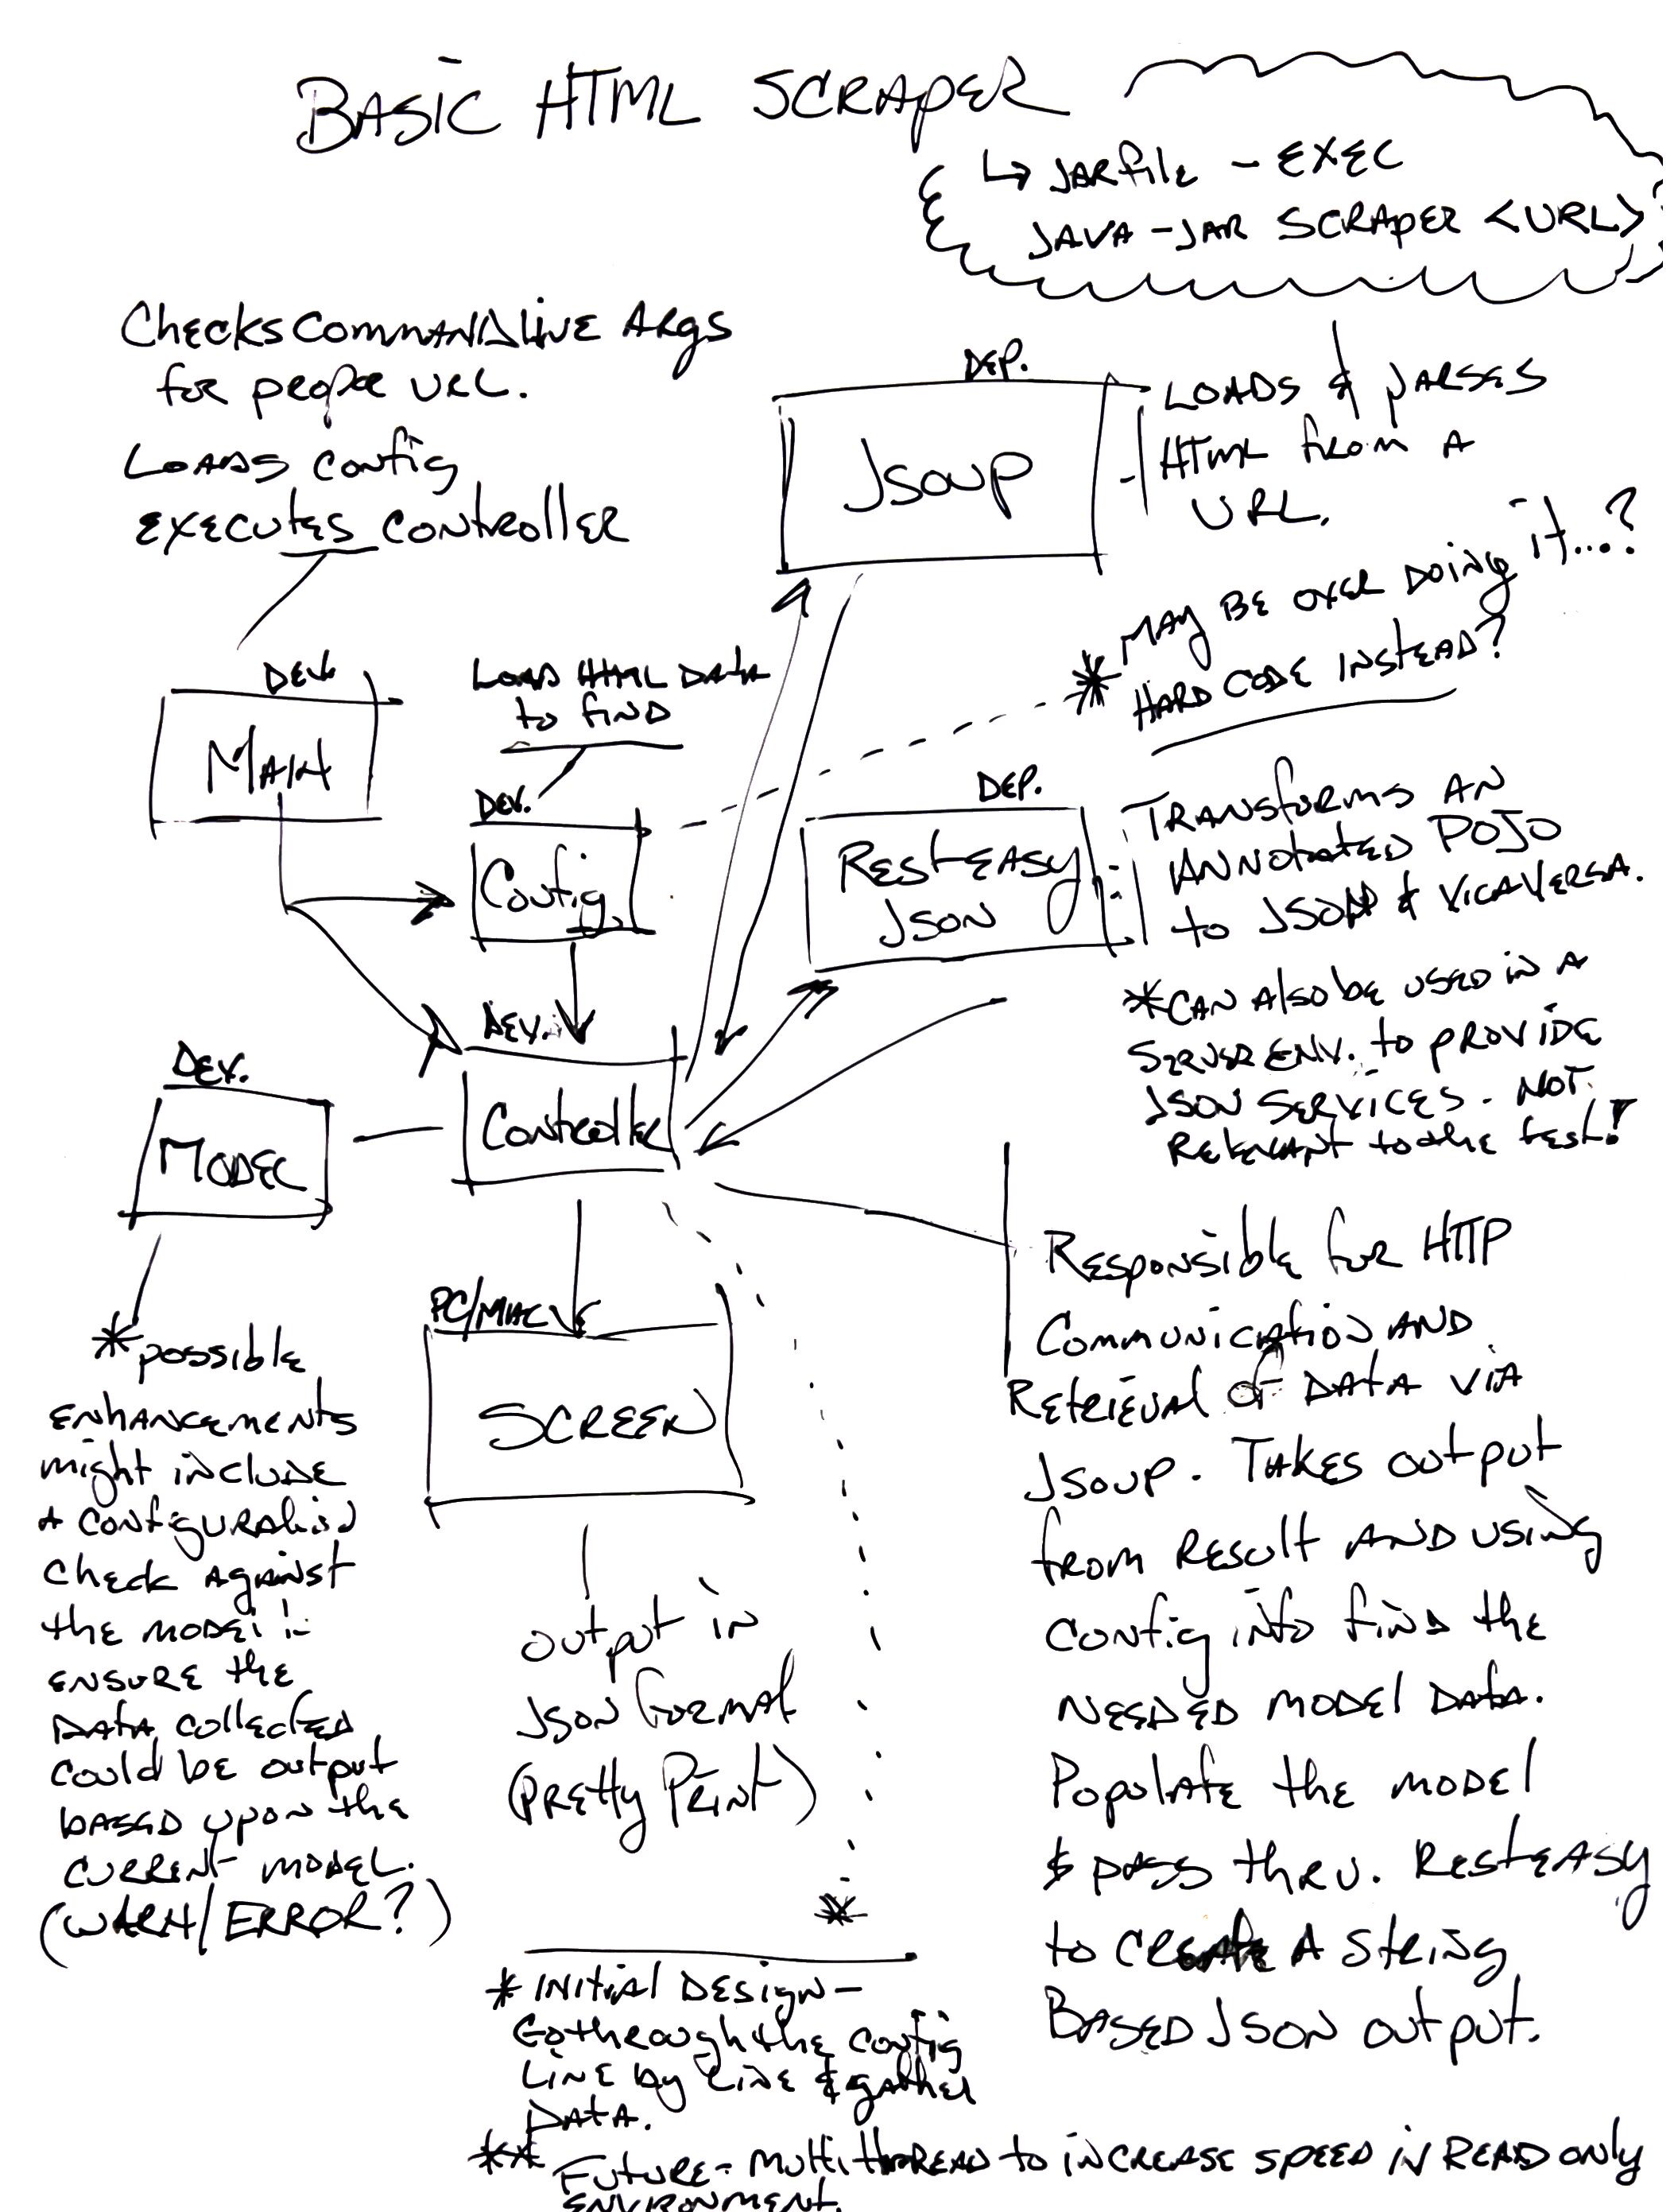 BASIC HTML SCRAPER
↳ JARfile - EXEC
JAVA -JAR SCRAPER <URL>
Checks COMMANDLINE ARgs
for URL.
LOADS config
EXECUTES CONTROLLER
DEP.
JSOUP
LOADS & PARSES
HTML from A
URL.
* MAY BE OVER DOING it...?
HARD CODE INSTEAD?
DEV.
MAIN
LOAD HTML DATA
to find
DEV.
Config
DEP.
RESTEASY
JSON
TRANSforms AN
ANNOTATED POJO
to JSON & VICAVERSA.
*CAN Also be USED in A
SERVER ENV. to PROVIDE
JSON SERVICES. NOT
RELEVANT to the test!
DEV.
Controller
DEV.
MODEL
*possible
ENHANCEMENTS
might include
A CONFIGURATION
check AGAINST
the MODEL
ENSURE the
DATA collected
could be output
BASED upon the
CURRENT MODEL.
(WARN/ERROR?)
PC/MAC
SCREEN
output in
JSON format
(PRETTY PRINT)
RESPONSIBLE for HTTP
COMMUNICATION AND
RETRIEVAL of DATA VIA
JSOUP. TAKES output
from RESULT AND USING
CONFIG info find the
NEEDED MODEL DATA.
Populate the MODEL
& PASS thru. RESTEASY
to CREATE A STRING
BASED JSON output.
*
* INITIAL DESIGN -
Go through the config
LINE by LINE & gather
DATA.
** FUTURE - MULTITHREAD to INCREASE SPEED IN READ ONLY
ENVIRONMENT.